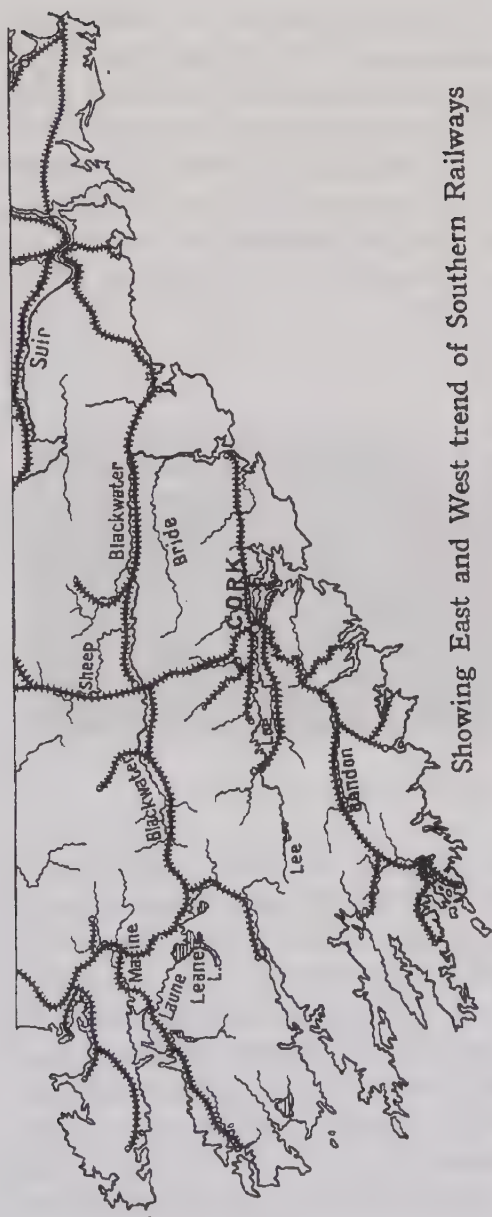 Suir
Blackwater
Bride
Sheep
CORK
Blackwater
Lee
Lee
Bandon
Maine
Laune
Leane
L.
Showing East and West trend of Southern Railways